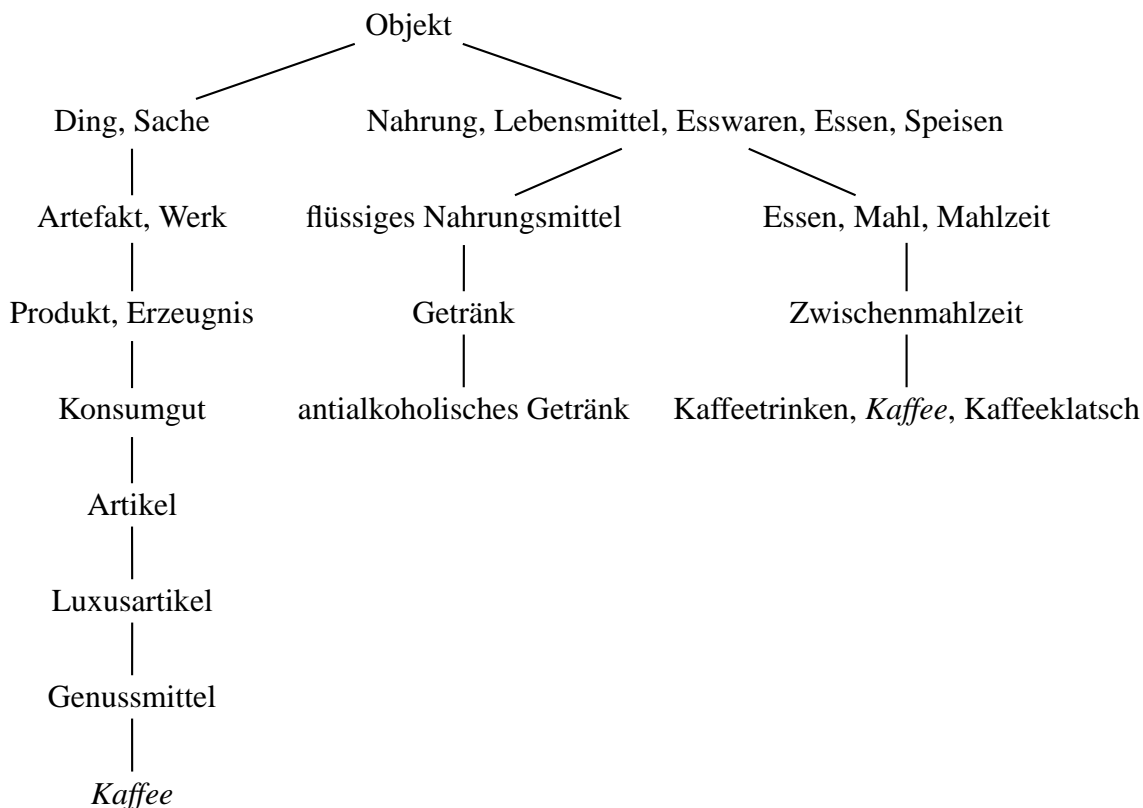 Objekt
Ding, Sache
Nahrung, Lebensmittel, Esswaren, Essen, Speisen
Artefakt, Werk
flüssiges Nahrungsmittel
Essen, Mahl, Mahlzeit
Produkt, Erzeugnis
Getränk
Zwischenmahlzeit
Konsumgut
antialkoholisches Getränk
Kaffeetrinken, Kaffee, Kaffeeklatsch
Artikel
Luxusartikel
Genussmittel
Kaffee